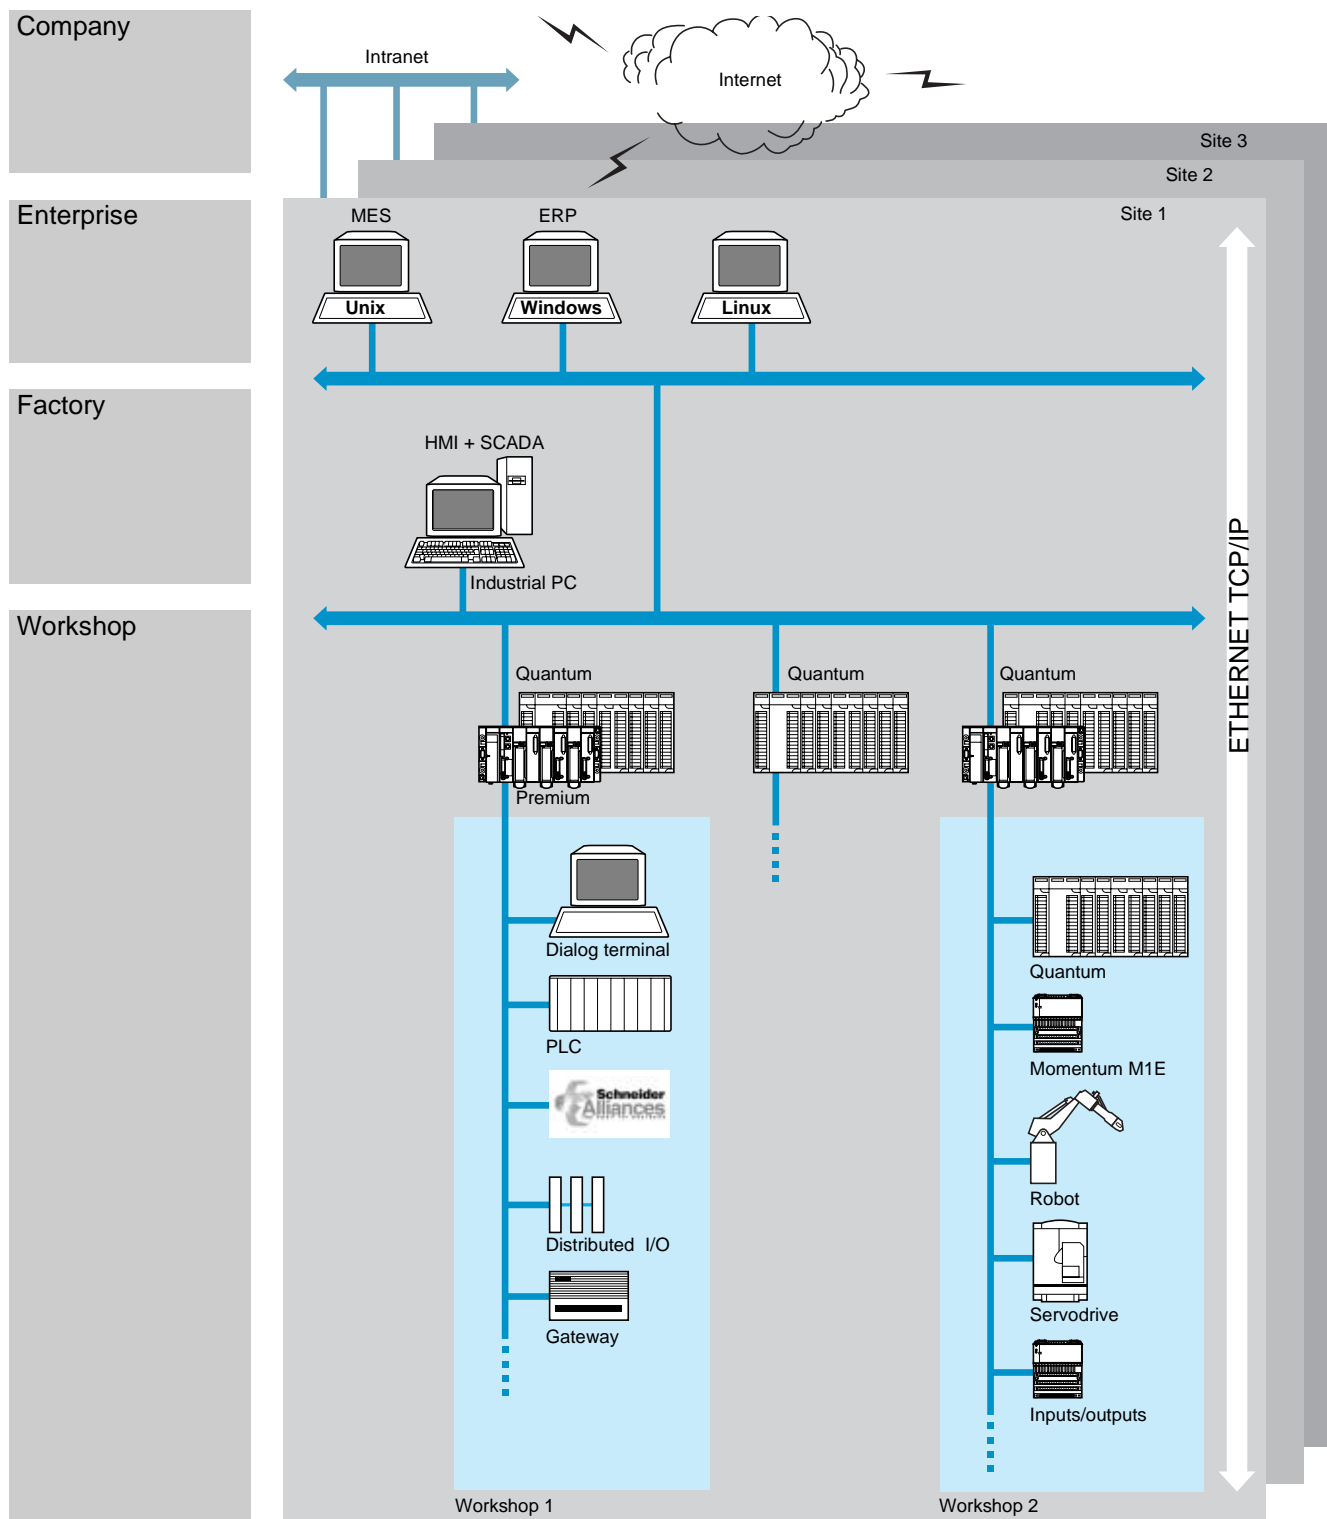 Company
Intranet
Internet
Site 3
Site 2
Enterprise
MES
ERP
Site 1
Unix
Windows
Linux
Factory
HMI + SCADA
Industrial PC
ETHERNET TCP/IP
Workshop
Quantum
Quantum
Quantum
Premium
Dialog terminal
Quantum
PLC
Momentum M1E
Schneider
Alliances
Robot
Distributed I/O
Servodrive
Gateway
Inputs/outputs
Workshop 1
Workshop 2